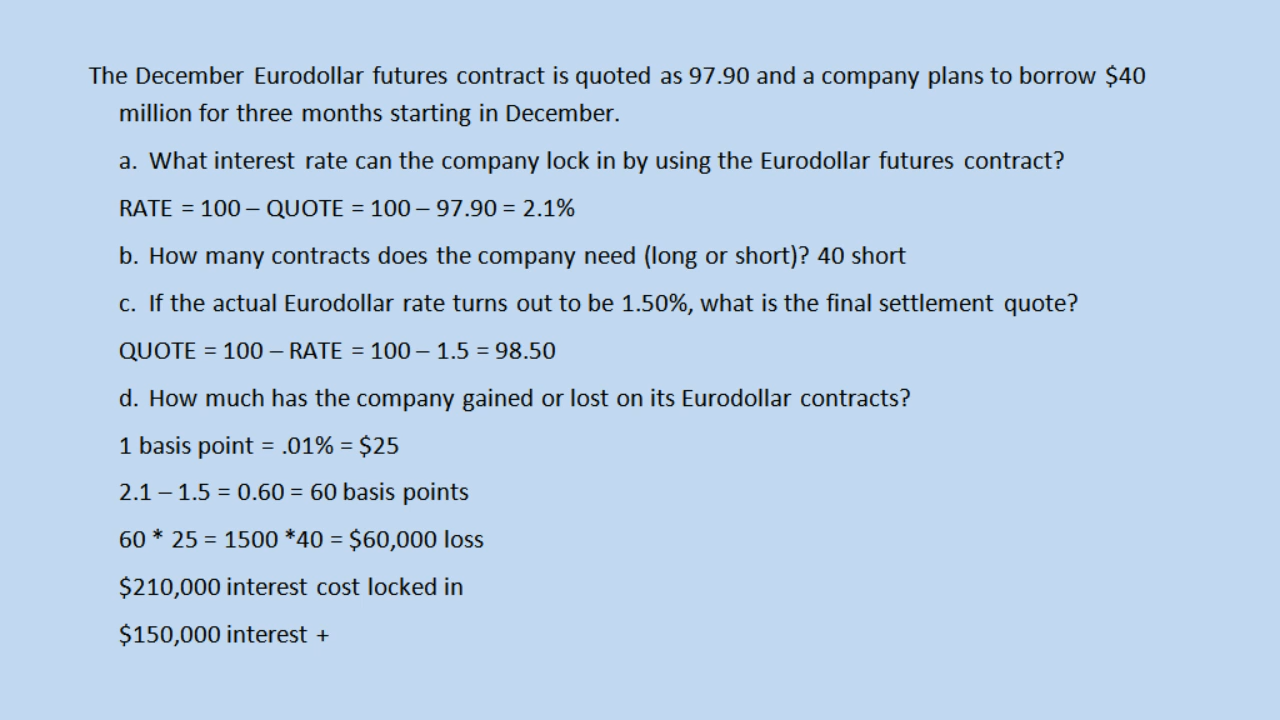 The December Eurodollar futures contract is quoted as 97.90 and a company plans to borrow $40
million for three months starting in December.
a. What interest rate can the company lock in by using the Eurodollar futures contract?
RATE = 100 – QUOTE = 100 – 97.90 = 2.1%
b. How many contracts does the company need (long or short)? 40 short
c. If the actual Eurodollar rate turns out to be 1.50%, what is the final settlement quote?
QUOTE = 100 – RATE = 100 – 1.5 = 98.50
d. How much has the company gained or lost on its Eurodollar contracts?
1 basis point = .01% = $25
2.1 – 1.5 = 0.60 = 60 basis points
60 * 25 = 1500 *40 = $60,000 loss
$210,000 interest cost locked in
$150,000 interest +